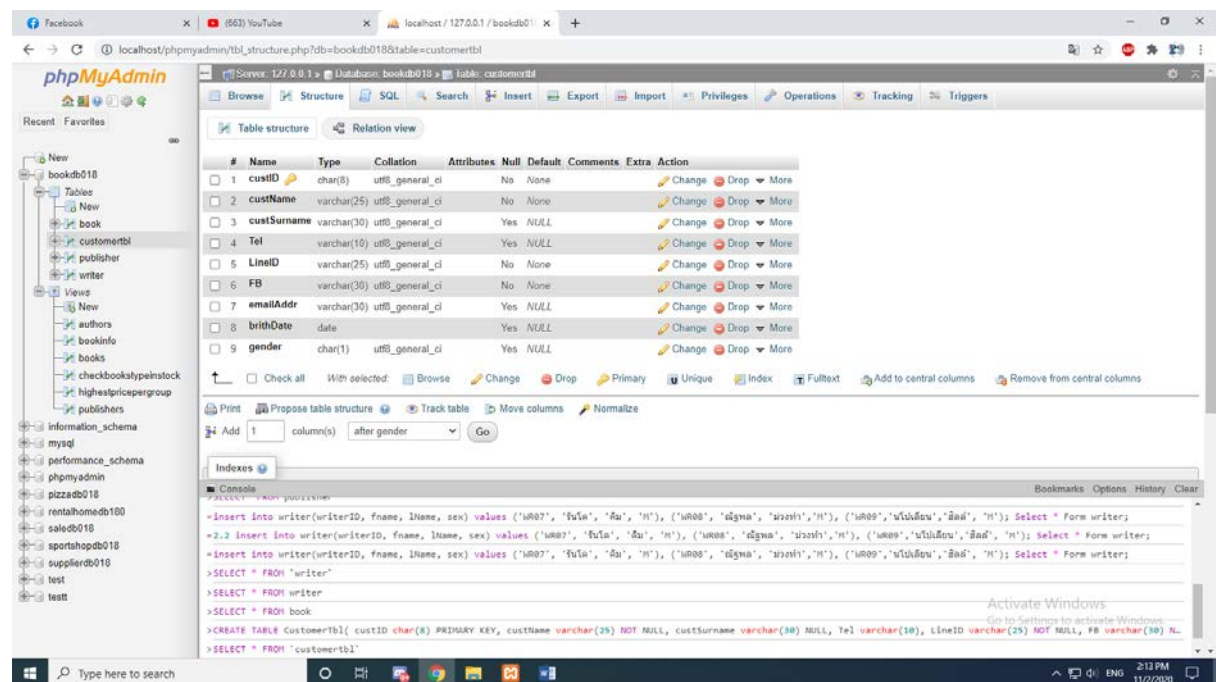 Facebook
(663) YouTube
localhost / 127.0.0.1 / bookdb01
localhost/phpmyadmin/tbl_structure.php?db=bookdb018&table=customertbl
phpMyAdmin
Recent Favorites
New
bookdb018
Tables
New
book
customertbl
publisher
writer
Views
New
authors
bookinfo
books
checkbookstypeinstock
highestpricepergroup
publishers
information_schema
mysql
performance_schema
phpmyadmin
pizzadb018
rentalhomedb180
saledb018
sportshopdb018
supplierdb018
test
testt
Server: 127.0.0.1 » Database: bookdb018 » Table: customertbl
Browse Structure SQL Search Insert Export Import Privileges Operations Tracking Triggers
Table structure Relation view
# Name Type Collation Attributes Null Default Comments Extra Action
1 custID char(8) utf8_general_ci No None Change Drop More
2 custName varchar(25) utf8_general_ci No None Change Drop More
3 custSurname varchar(30) utf8_general_ci Yes NULL Change Drop More
4 Tel varchar(10) utf8_general_ci Yes NULL Change Drop More
5 LineID varchar(25) utf8_general_ci No None Change Drop More
6 FB varchar(30) utf8_general_ci No None Change Drop More
7 emailAddr varchar(30) utf8_general_ci Yes NULL Change Drop More
8 brithDate date Yes NULL Change Drop More
9 gender char(1) utf8_general_ci Yes NULL Change Drop More
Check all With selected: Browse Change Drop Primary Unique Index Fulltext Add to central columns Remove from central columns
Print Propose table structure Track table Move columns Normalize
Add 1 column(s) after gender Go
Indexes
Console Bookmarks Options History Clear
>SELECT * FROM publisher
=insert into writer(writerID, fname, lName, sex) values ('WR07', 'รันโด', 'คิม', 'M'), ('WR08', 'ณัฐพล', 'ม่วงทำ','M'), ('WR09','นโปเลียน','ฮิลล์', 'M'); Select * Form writer;
=2.2 insert into writer(writerID, fname, lName, sex) values ('WR07', 'รันโด', 'คิม', 'M'), ('WR08', 'ณัฐพล', 'ม่วงทำ','M'), ('WR09','นโปเลียน','ฮิลล์', 'M'); Select * Form writer;
=insert into writer(writerID, fname, lName, sex) values ('WR07', 'รันโด', 'คิม', 'M'), ('WR08', 'ณัฐพล', 'ม่วงทำ','M'), ('WR09','นโปเลียน','ฮิลล์', 'M'); Select * Form writer;
>SELECT * FROM `writer`
>SELECT * FROM writer
>SELECT * FROM book
>CREATE TABLE CustomerTbl( custID char(8) PRIMARY KEY, custName varchar(25) NOT NULL, custSurname varchar(30) NULL, Tel varchar(10), LineID varchar(25) NOT NULL, FB varchar(30) N...
>SELECT * FROM `customertbl`
Activate Windows
Go to Settings to activate Windows.
Type here to search
ENG
2:13 PM
11/2/2020